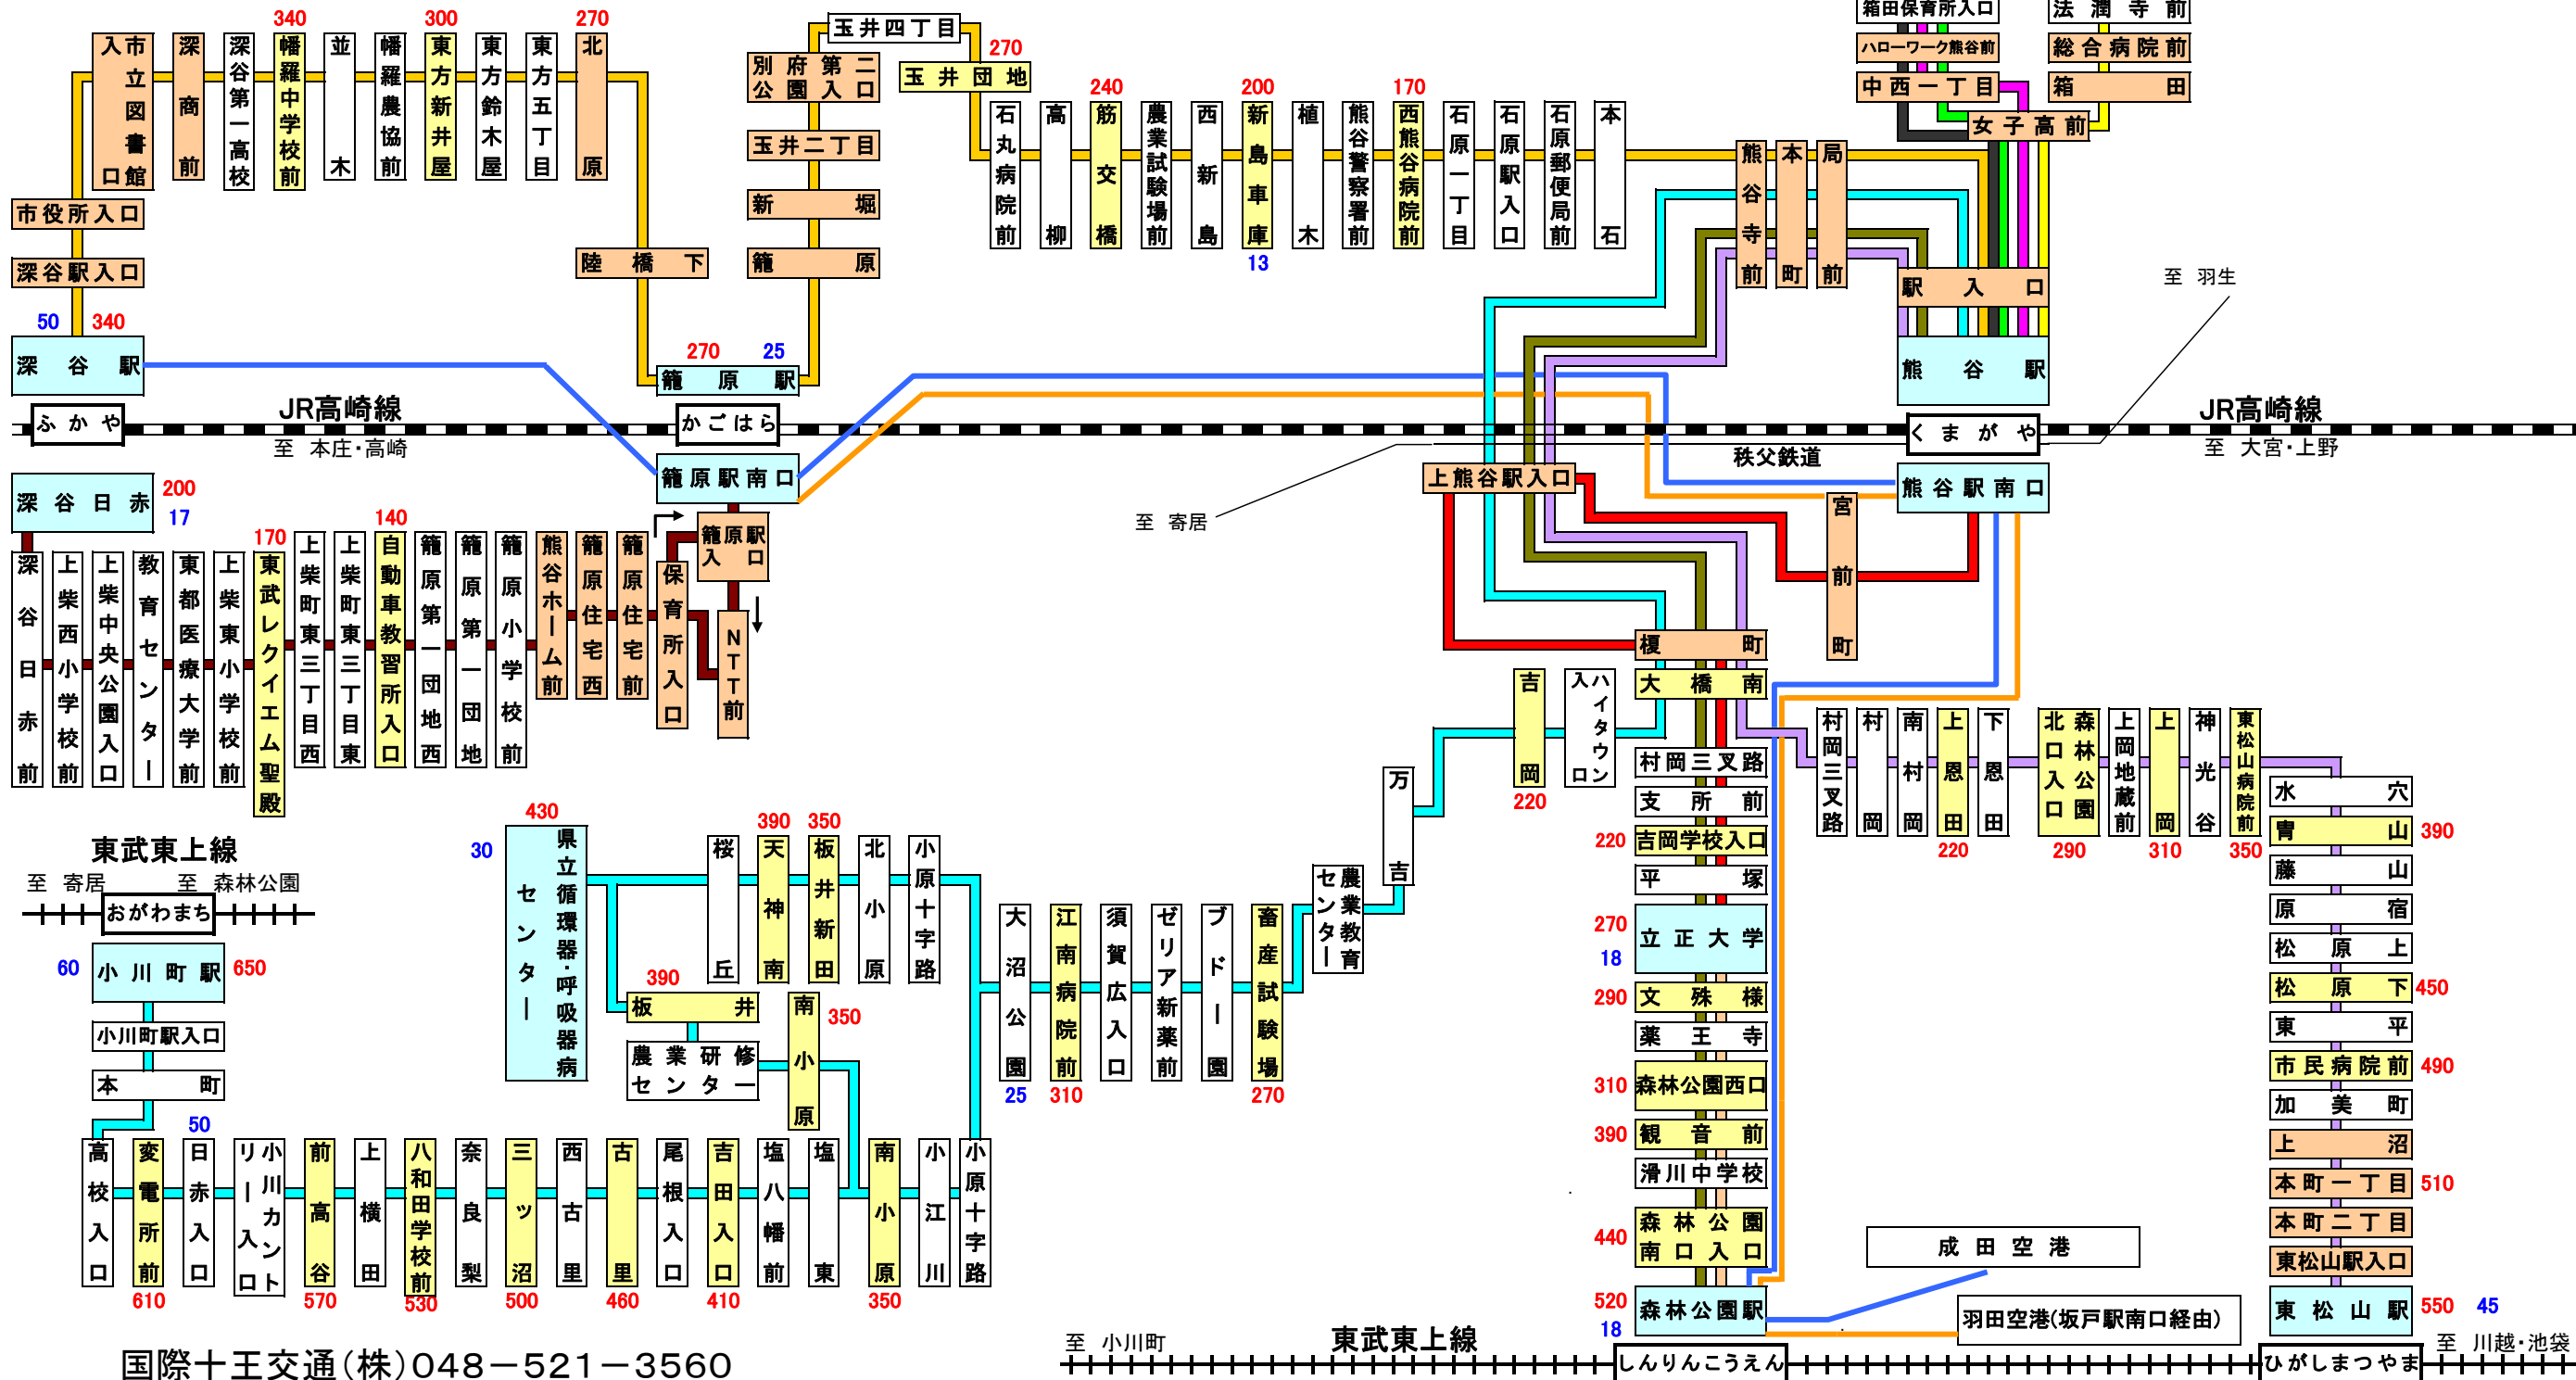 340
300
270
市立図書館入口
深商前
深谷第一高校
幡羅中学校前
並木
幡羅農協前
東方新井屋
東方鈴木屋
東方五丁目
北原
市役所入口
深谷駅入口
50 340
深谷駅
陸橋下
270 25
籠原駅
玉井四丁目
別府第二公園入口
玉井二丁目
新堀
籠原
270
玉井団地
240
200
170
石丸病院前
高柳
筋交橋
農業試験場前
西新島
新島車庫
植木
熊谷警察署前
西熊谷病院前
石原一丁目
石原駅入口
石原郵便局前
本石
13
熊谷寺前
本町
局前
箱田保育所入口
ハローワーク熊谷前
中西一丁目
法潤寺前
総合病院前
箱田
女子高前
駅入口
熊谷駅
至 羽生
ふかや
JR高崎線
至 本庄・高崎
かごはら
くまがや
JR高崎線
至 大宮・上野
秩父鉄道
至 寄居
深谷日赤
200
17
籠原駅南口
上熊谷駅入口
熊谷駅南口
宮前町
深谷日赤前
上柴西小学校前
上柴中央公園入口
教育センター
東都医療大学前
上柴東小学校前
170
東武レクイエム聖殿
上柴町東三丁目西
上柴町東三丁目東
140
自動車教習所入口
籠原第一団地西
籠原第一団地
籠原小学校前
熊谷ホーム前
籠原住宅西
籠原住宅前
保育所入口
籠原駅入口
NTT前
榎町
大橋南
村岡三叉路
支所前
220
吉岡学校入口
平塚
270
18
立正大学
290
文殊様
薬王寺
310
森林公園西口
390
観音前
滑川中学校
440
森林公園南口入口
520
18
森林公園駅
村岡三叉路
村岡
南村岡
上恩田
220
下恩田
森林公園北口入口
290
上岡地蔵前
上岡
310
神光谷
東松山病院前
350
水穴
冑山
390
藤山
原宿
松原上
松原下
450
東平
市民病院前
490
加美町
上沼
本町一丁目
510
本町二丁目
東松山駅入口
東松山駅
550 45
吉岡
220
ハイタウン入口
万吉
農業教育センター
畜産試験場
270
ブドー園
ゼリア新薬前
須賀広入口
江南病院前
310
大沼公園
25
小原十字路
北小原
350
板井新田
390
天神南
桜丘
430
30
県立循環器・呼吸器病センター
390
板井
農業研修センター
南小原
350
東武東上線
至 寄居
至 森林公園
おがわまち
60
小川町駅
650
小川町駅入口
本町
高校入口
変電所前
610
50
日赤入口
小川カントリー入口
前高谷
570
上横田
八和田学校前
530
奈良梨
三ッ沼
500
西古里
古里
460
尾根入口
吉田入口
410
塩八幡前
塩東
南小原
350
小江川
小原十字路
成田空港
羽田空港(坂戸駅南口経由)
国際十王交通(株)048−521−3560
至 小川町
東武東上線
しんりんこうえん
ひがしまつやま
至 川越・池袋